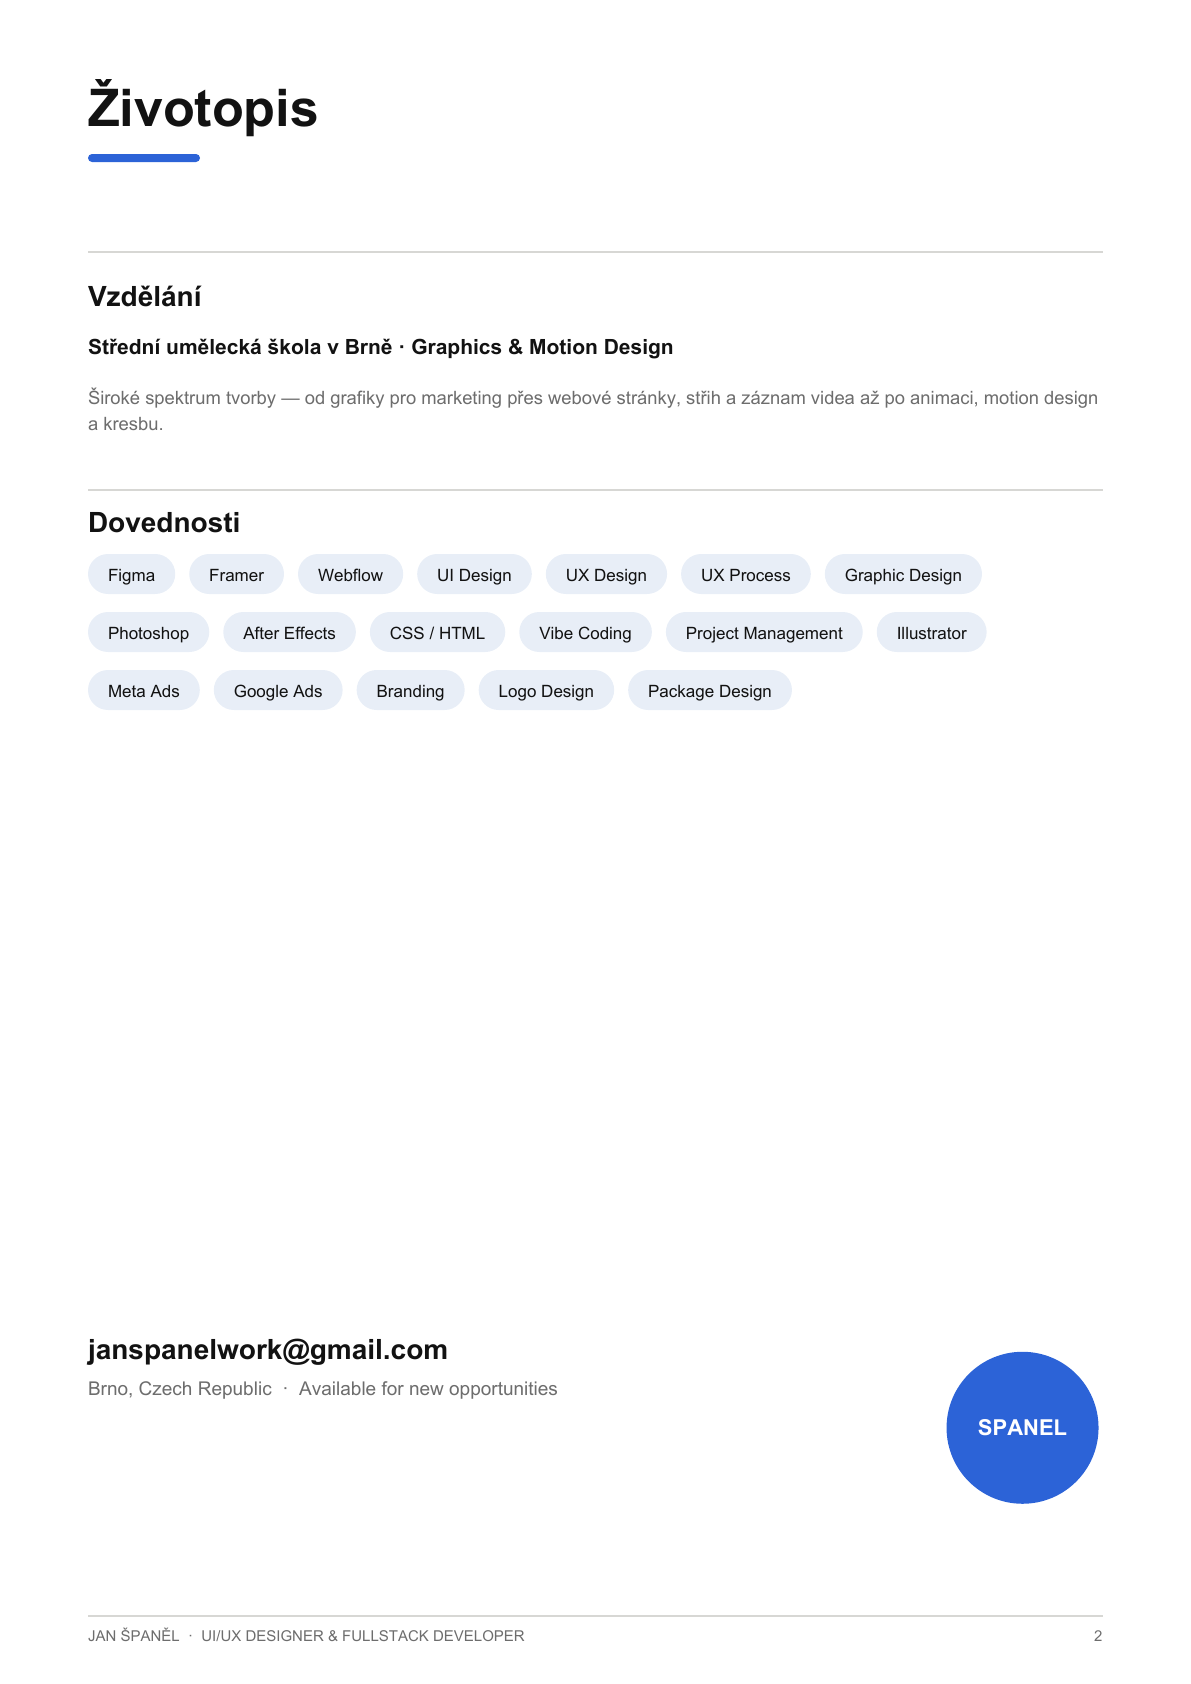 Životopis
Vzdělání
Střední umělecká škola v Brně · Graphics & Motion Design
Široké spektrum tvorby — od grafiky pro marketing přes webové stránky, střih a záznam videa až po animaci, motion design
a kresbu.
Dovednosti
Figma Framer Webflow UI Design UX Design UX Process Graphic Design
Photoshop After Effects CSS / HTML Vibe Coding Project Management Illustrator
Meta Ads Google Ads Branding Logo Design Package Design
janspanelwork@gmail.com
Brno, Czech Republic · Available for new opportunities
SPANEL
JAN ŠPANĚL · UI/UX DESIGNER & FULLSTACK DEVELOPER 2